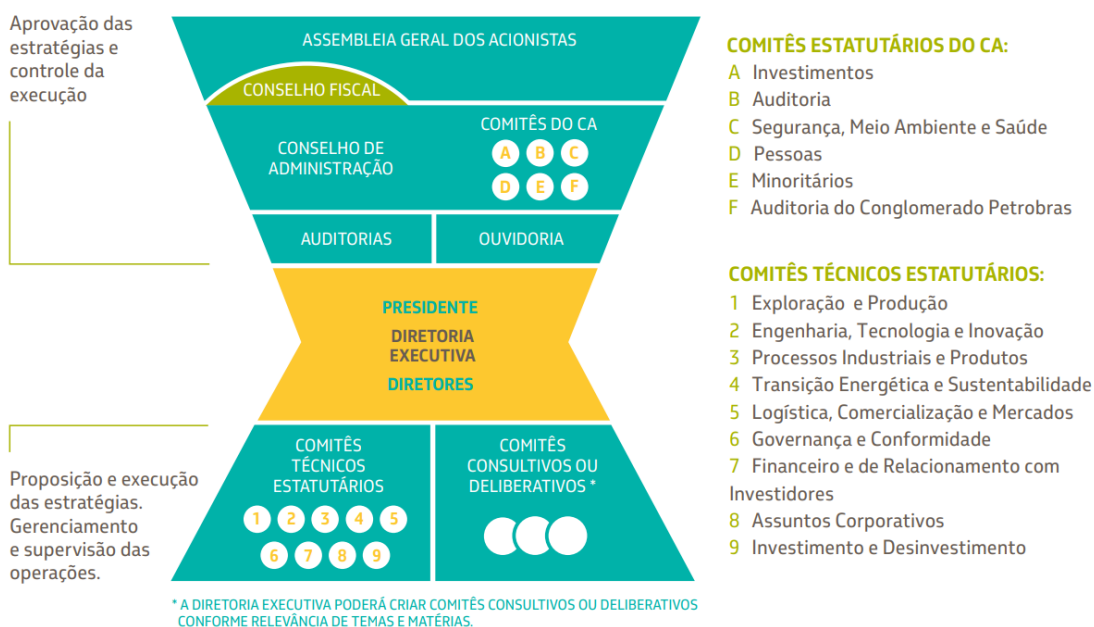 Aprovação das
estratégias e
controle da
execução
ASSEMBLEIA GERAL DOS ACIONISTAS
CONSELHO FISCAL
CONSELHO DE
ADMINISTRAÇÃO
COMITÊS DO CA
A B C
D E F
AUDITORIAS
OUVIDORIA
PRESIDENTE
DIRETORIA
EXECUTIVA
DIRETORES
Proposição e execução
das estratégias.
Gerenciamento
e supervisão das
operações.
COMITÊS
TÉCNICOS
ESTATUTÁRIOS
1 2 3 4 5
6 7 8 9
COMITÊS
CONSULTIVOS OU
DELIBERATIVOS *
* A DIRETORIA EXECUTIVA PODERÁ CRIAR COMITÊS CONSULTIVOS OU DELIBERATIVOS
CONFORME RELEVÂNCIA DE TEMAS E MATÉRIAS.
COMITÊS ESTATUTÁRIOS DO CA:
A Investimentos
B Auditoria
C Segurança, Meio Ambiente e Saúde
D Pessoas
E Minoritários
F Auditoria do Conglomerado Petrobras
COMITÊS TÉCNICOS ESTATUTÁRIOS:
1 Exploração e Produção
2 Engenharia, Tecnologia e Inovação
3 Processos Industriais e Produtos
4 Transição Energética e Sustentabilidade
5 Logística, Comercialização e Mercados
6 Governança e Conformidade
7 Financeiro e de Relacionamento com
Investidores
8 Assuntos Corporativos
9 Investimento e Desinvestimento